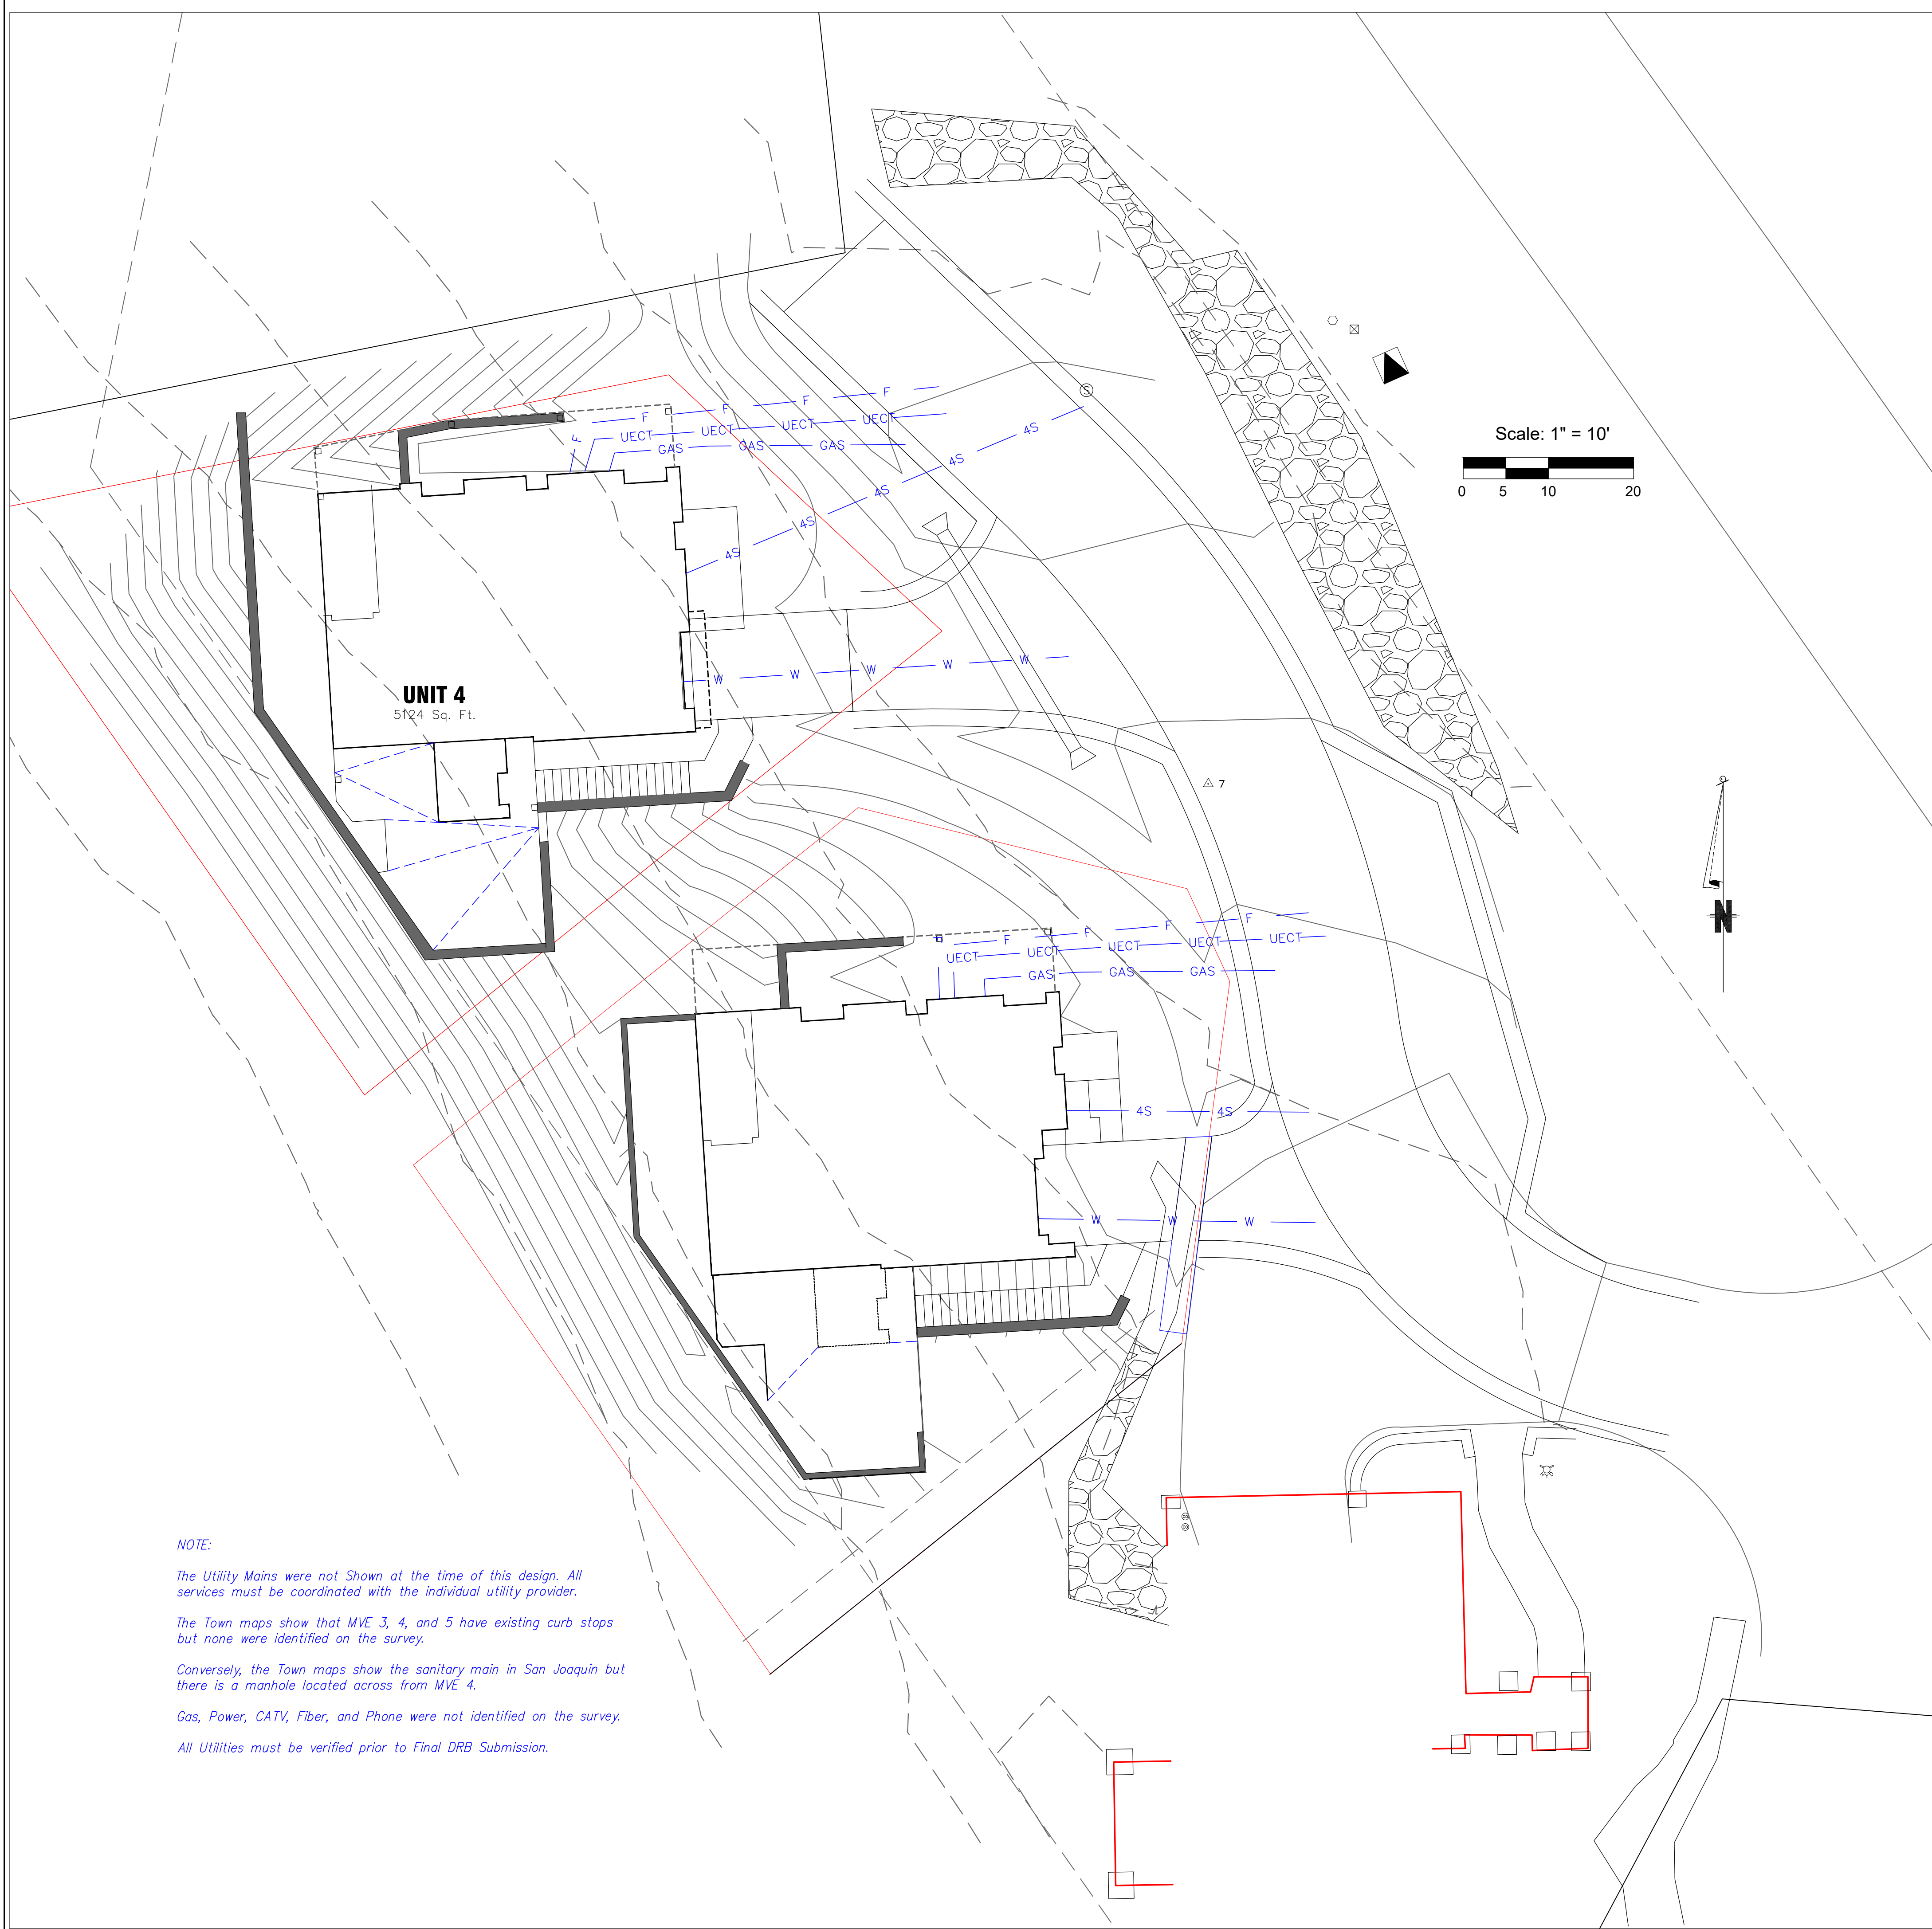 Scale: 1" = 10'
0 5 10 20
F F F F F
UECT UECT UECT UECT
GAS GAS GAS
S
4S 4S 4S 4S 4S
W W W W W
UNIT 4
5124 Sq. Ft.
7
N
F F F F
UECT UECT UECT UECT UECT
GAS GAS GAS
4S 4S
W W W
NOTE:
The Utility Mains were not Shown at the time of this design. All
services must be coordinated with the individual utility provider.
The Town maps show that MVE 3, 4, and 5 have existing curb stops
but none were identified on the survey.
Conversely, the Town maps show the sanitary main in San Joaquin but
there is a manhole located across from MVE 4.
Gas, Power, CATV, Fiber, and Phone were not identified on the survey.
All Utilities must be verified prior to Final DRB Submission.